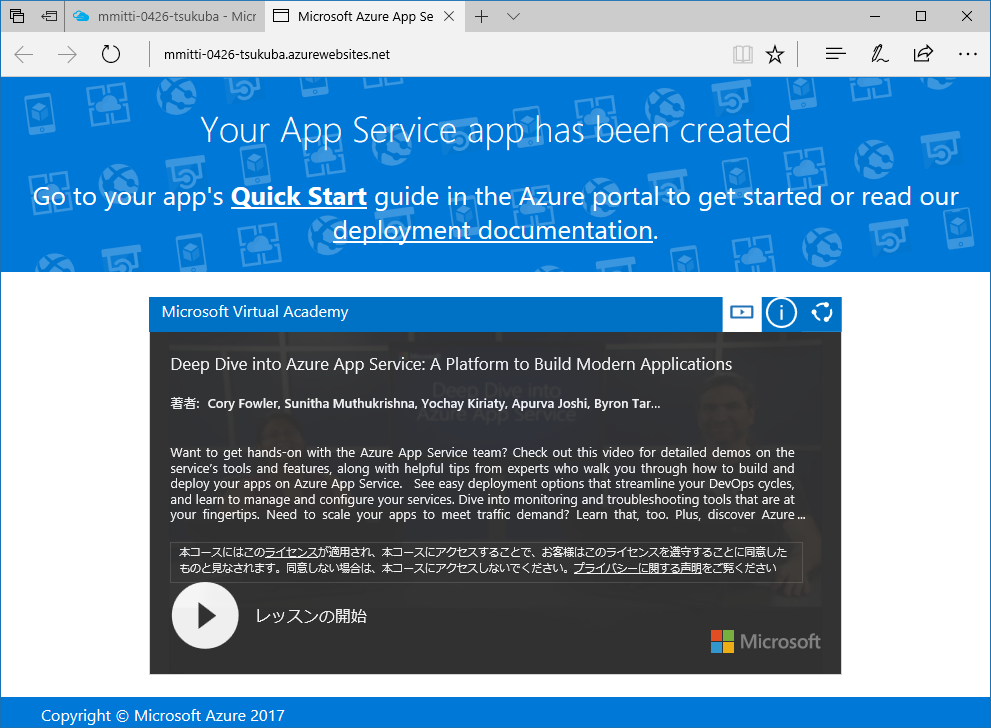 mmitti-0426-tsukuba - Micr
Microsoft Azure App Se
mmitti-0426-tsukuba.azurewebsites.net
Your App Service app has been created
Go to your app's Quick Start guide in the Azure portal to get started or read our
deployment documentation.
Microsoft Virtual Academy
Deep Dive into Azure App Service: A Platform to Build Modern Applications
Deep Dive into
Azure App Service
著者: Cory Fowler, Sunitha Muthukrishna, Yochay Kiriaty, Apurva Joshi, Byron Tar...
Want to get hands-on with the Azure App Service team? Check out this video for detailed demos on the
service's tools and features, along with helpful tips from experts who walk you through how to build and
deploy your apps on Azure App Service. See easy deployment options that streamline your DevOps cycles,
and learn to manage and configure your services. Dive into monitoring and troubleshooting tools that are at
your fingertips. Need to scale your apps to meet traffic demand? Learn that, too. Plus, discover Azure ...
本コースにはこのライセンスが適用され、本コースにアクセスすることで、お客様はこのライセンスを遵守することに同意した
ものと見なされます。同意しない場合は、本コースにアクセスしないでください。プライバシーに関する声明をご覧ください
レッスンの開始
Microsoft
Copyright © Microsoft Azure 2017